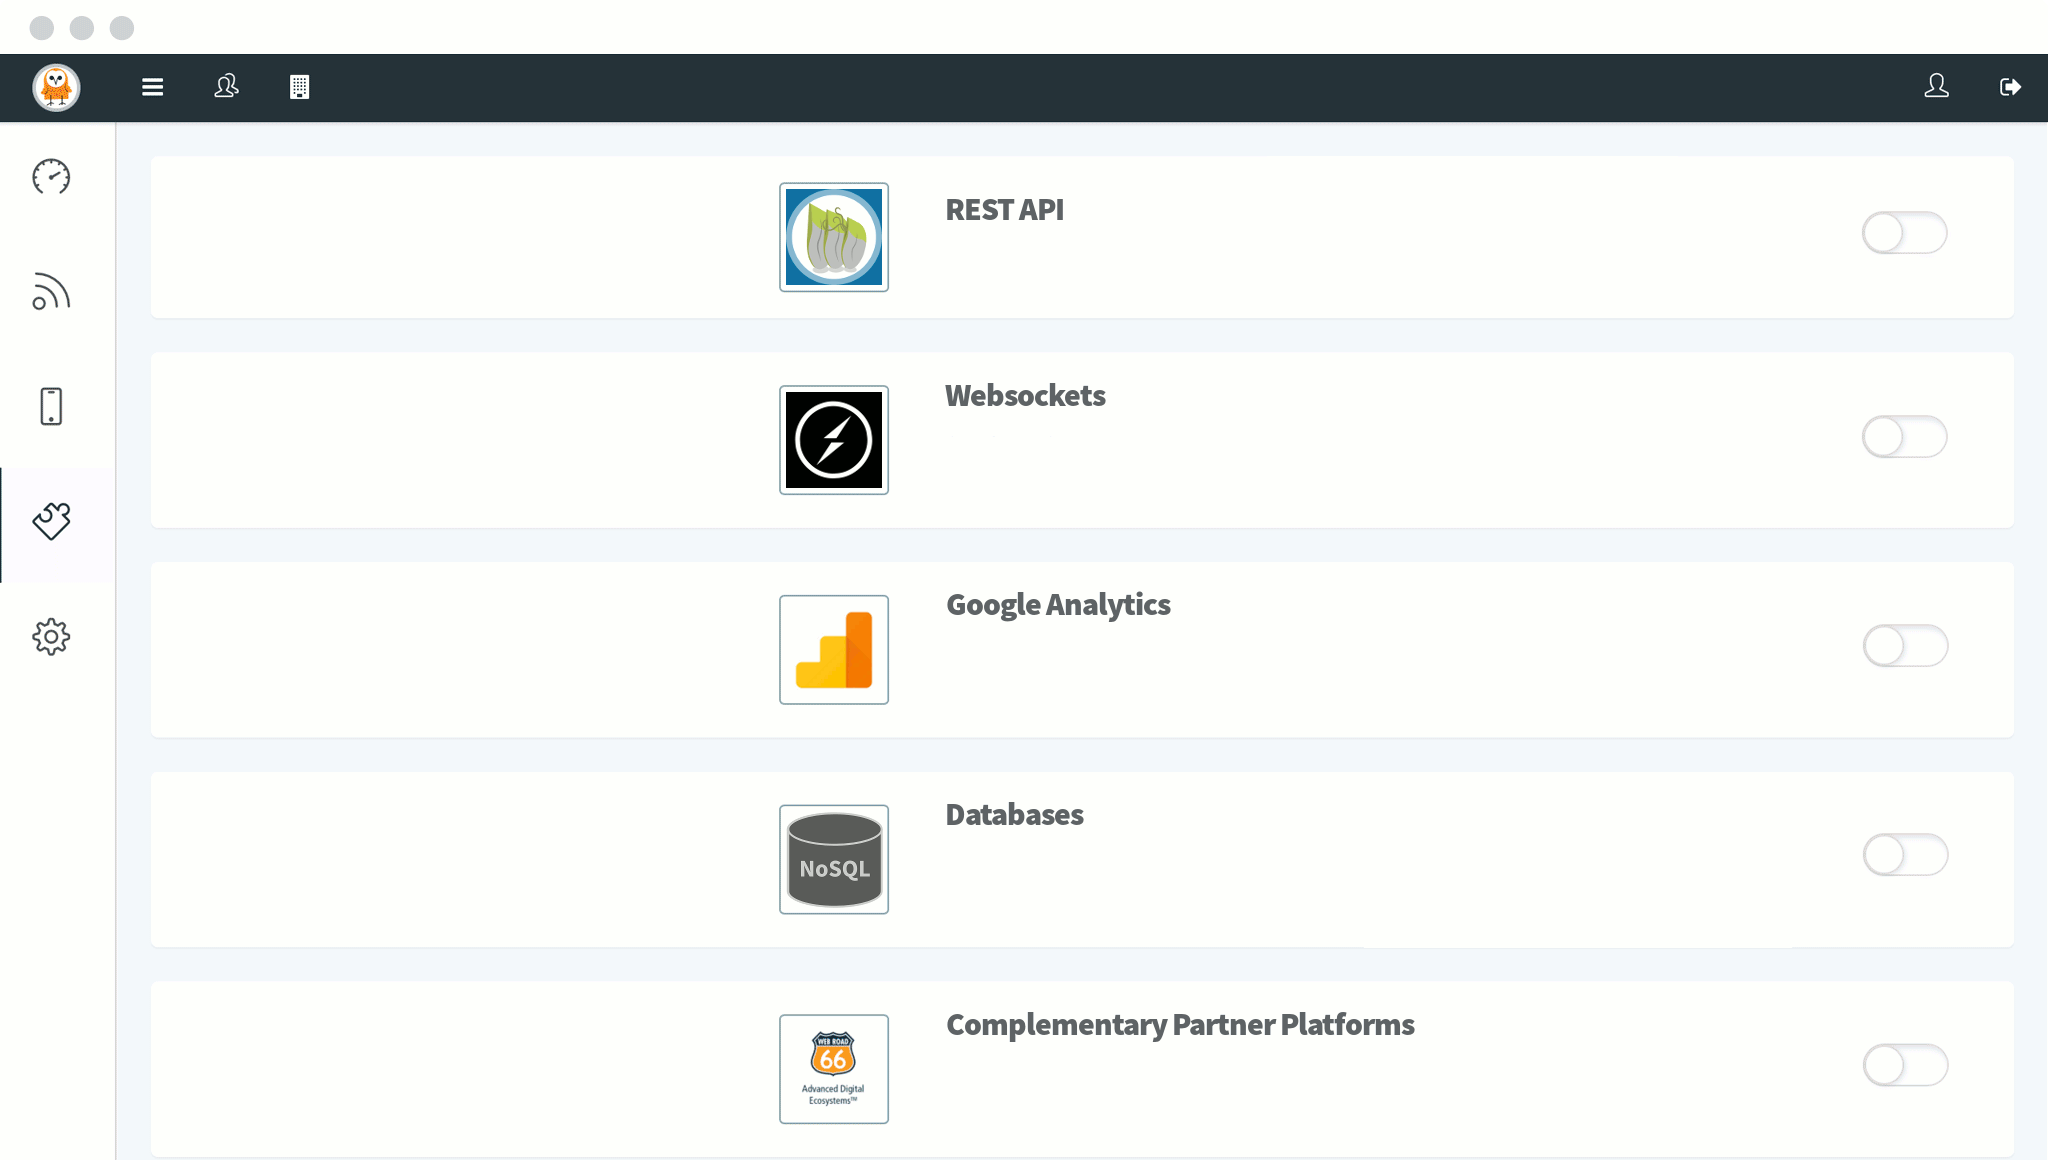 REST API
Websockets
Google Analytics
Databases
NoSQL
Complementary Partner Platforms
WEB ROAD
66
Advanced Digital
Ecosystems™